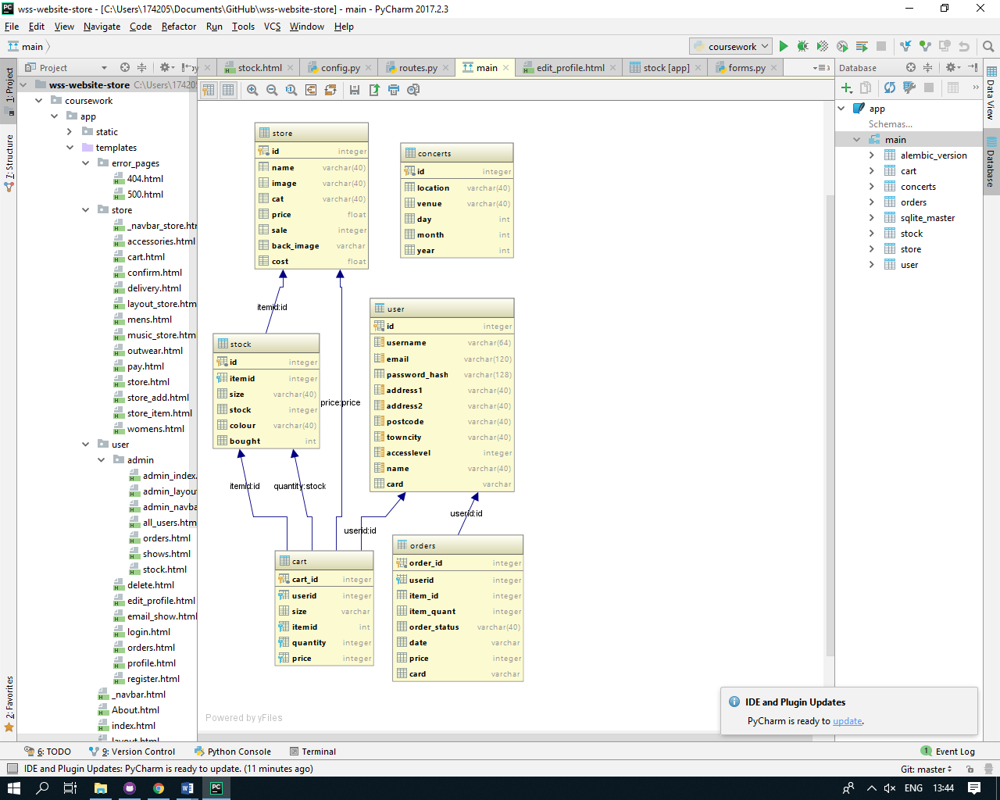 wss-website-store - [C:\Users\174205\Documents\GitHub\wss-website-store] - main - PyCharm 2017.2.3
File Edit View Navigate Code Refactor Run Tools VCS Window Help
main
coursework
Project
stock.html
config.py
routes.py
main
edit_profile.html
stock [app]
forms.py
3
Database
1: Project
7: Structure
2: Favorites
wss-website-store C:\Users\17420
coursework
app
static
templates
error_pages
404.html
500.html
store
_navbar_store.htm
accessories.html
cart.html
confirm.html
delivery.html
layout_store.htm
mens.html
music_store.htm
outwear.html
pay.html
store.html
store_add.html
store_item.html
womens.html
user
admin
admin_index.
admin_layou
admin_navba
all_users.htm
orders.html
shows.html
stock.html
delete.html
edit_profile.html
email_show.html
login.html
orders.html
profile.html
register.html
_navbar.html
About.html
index.html
layout.html
store
id integer
name varchar(40)
image varchar(40)
cat varchar(40)
price float
sale integer
back_image varchar
cost float
concerts
id integer
location varchar(40)
venue varchar(40)
day int
month int
year int
itemid:id
user
id integer
username varchar(64)
email varchar(120)
password_hash varchar(128)
address1 varchar(40)
address2 varchar(40)
postcode varchar(40)
towncity varchar(40)
accesslevel integer
name varchar(40)
card varchar
stock
id integer
itemid integer
size varchar(40)
stock integer
colour varchar(40)
bought int
price:price
itemid:id
quantity:stock
userid:id
userid:id
cart
cart_id integer
userid integer
size varchar
itemid int
quantity integer
price integer
orders
order_id integer
userid integer
item_id integer
item_quant integer
order_status varchar(40)
date varchar
price integer
card varchar
Powered by yFiles
app
Schemas...
main
alembic_version
cart
concerts
orders
sqlite_master
stock
store
user
Data View
Database
IDE and Plugin Updates
PyCharm is ready to update.
6: TODO
9: Version Control
Python Console
Terminal
1 Event Log
IDE and Plugin Updates: PyCharm is ready to update. (11 minutes ago)
Git: master
ENG 13:44